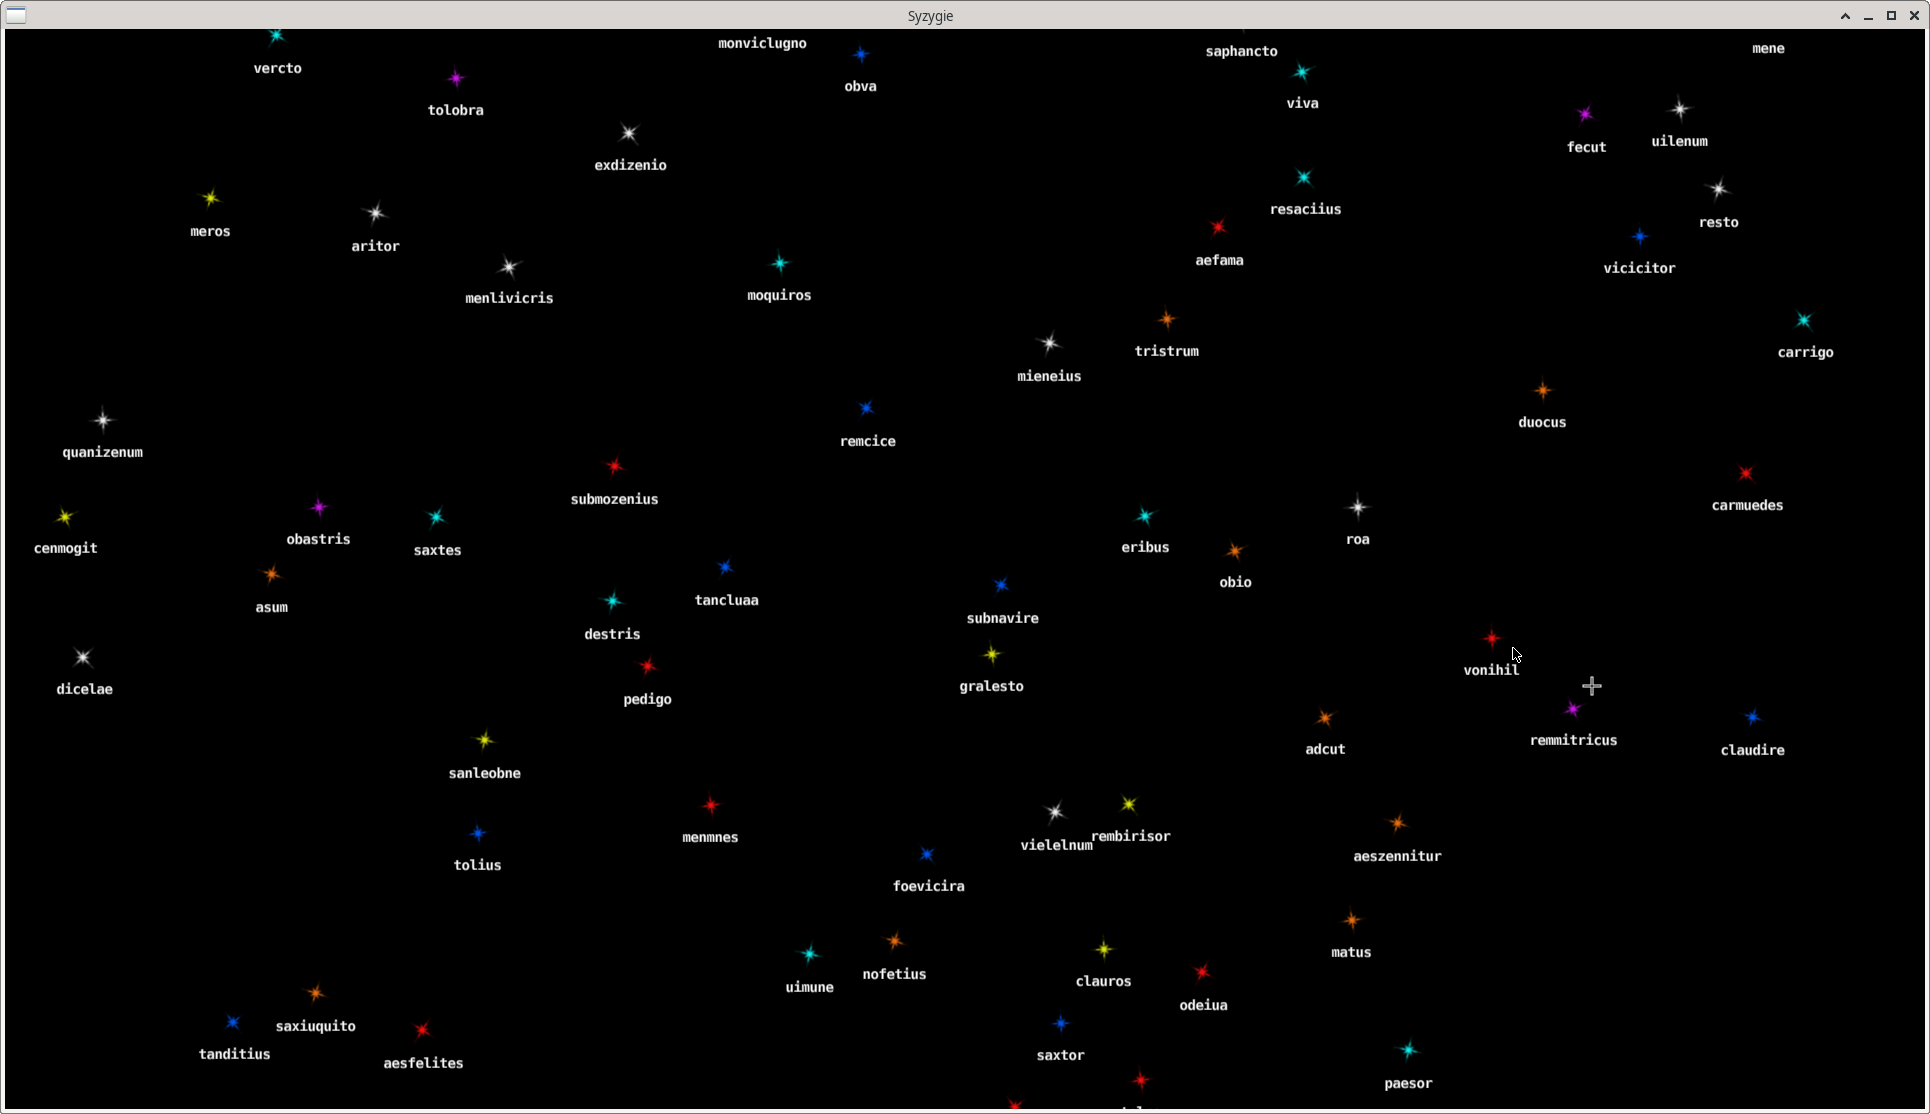 Syzygie
monviclugno
mene
saphancto
vercto
obva
viva
tolobra
uilenum
fecut
exdizenio
resaciius
resto
meros
aritor
aefama
vicicitor
moquiros
menlivicris
tristrum
carrigo
mieneius
duocus
remcice
quanizenum
submozenius
carmuedes
obastris
roa
eribus
cenmogit
saxtes
obio
tancluaa
asum
subnavire
destris
vonihil
gralesto
dicelae
pedigo
remmitricus
adcut
claudire
sanleobne
rembirisor
menmnes
vielelnum
aeszennitur
tolius
foevicira
matus
nofetius
clauros
uimune
odeiua
saxiuquito
tanditius
saxtor
aesfelites
paesor